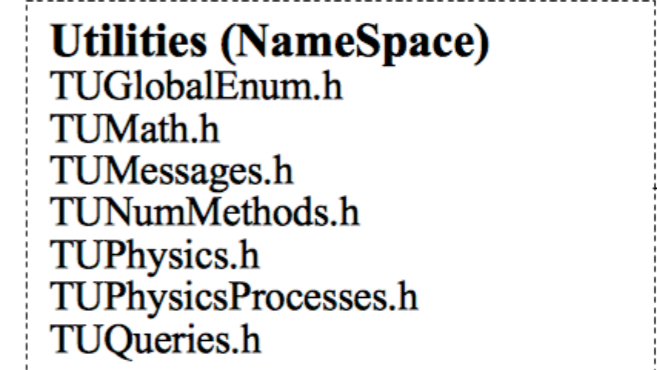 Utilities (NameSpace)
TUGlobalEnum.h
TUMath.h
TUMessages.h
TUNumMethods.h
TUPhysics.h
TUPhysicsProcesses.h
TUQueries.h